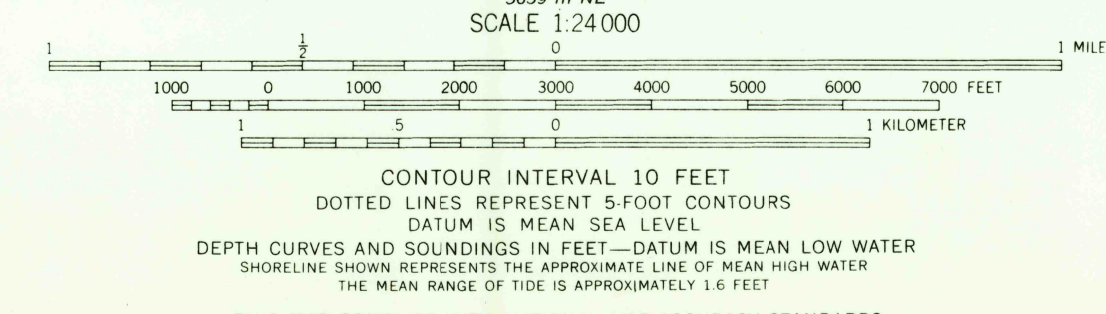 SCALE 1:24 000
1 ½ 0 1 MILE
1000 0 1000 2000 3000 4000 5000 6000 7000 FEET
1 .5 0 1 KILOMETER
CONTOUR INTERVAL 10 FEET
DOTTED LINES REPRESENT 5-FOOT CONTOURS
DATUM IS MEAN SEA LEVEL
DEPTH CURVES AND SOUNDINGS IN FEET—DATUM IS MEAN LOW WATER
SHORELINE SHOWN REPRESENTS THE APPROXIMATE LINE OF MEAN HIGH WATER
THE MEAN RANGE OF TIDE IS APPROXIMATELY 1.6 FEET